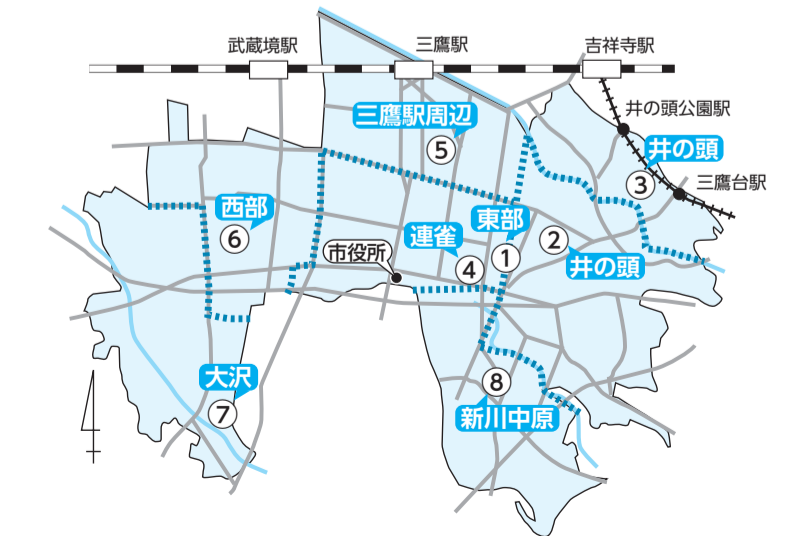 武蔵境駅
三鷹駅
吉祥寺駅
井の頭公園駅
三鷹駅周辺
⑤
井の頭
③
三鷹台駅
西部
⑥
東部
①
連雀
④
②
井の頭
市役所
大沢
⑦
⑧
新川中原